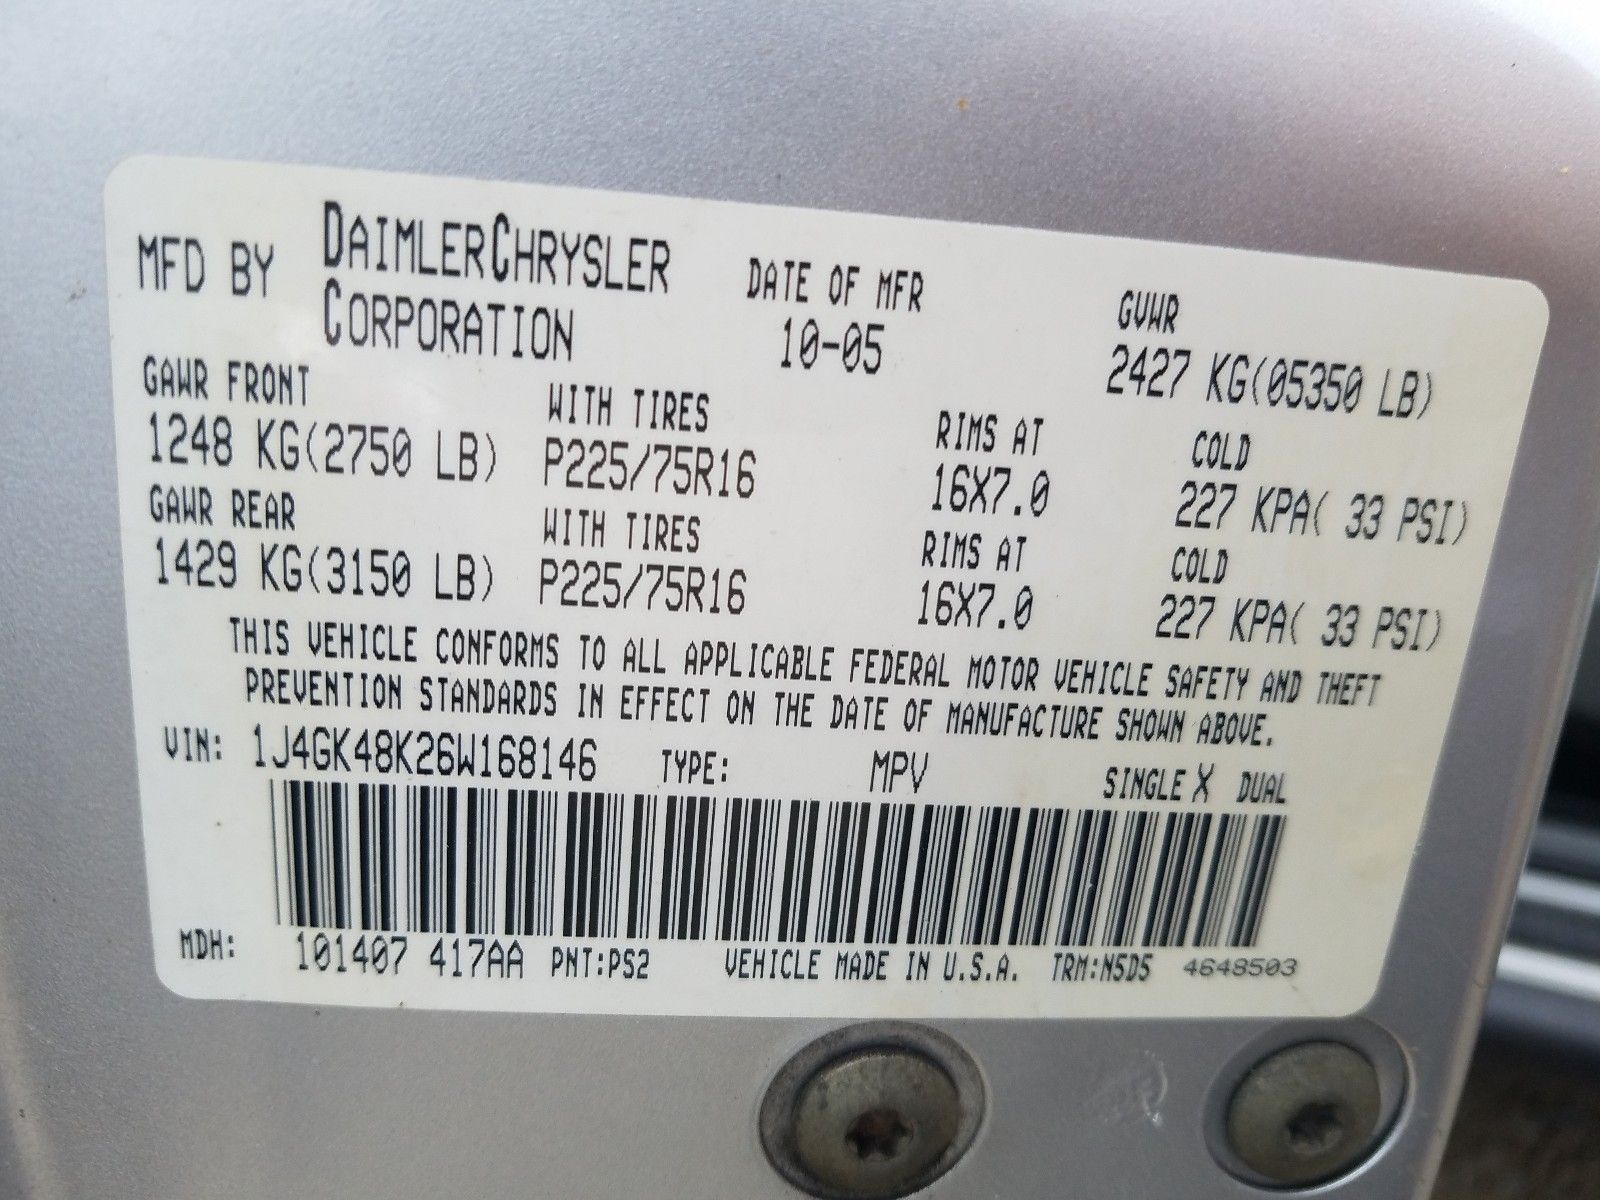 MFD BY DAIMLERCHRYSLER CORPORATION
DATE OF MFR
10-05
GVWR
2427 KG(05350 LB)
GAWR FRONT WITH TIRES RIMS AT COLD
1248 KG(2750 LB) P225/75R16 16X7.0 227 KPA( 33 PSI)
GAWR REAR WITH TIRES RIMS AT COLD
1429 KG(3150 LB) P225/75R16 16X7.0 227 KPA( 33 PSI)
THIS VEHICLE CONFORMS TO ALL APPLICABLE FEDERAL MOTOR VEHICLE SAFETY AND THEFT
PREVENTION STANDARDS IN EFFECT ON THE DATE OF MANUFACTURE SHOWN ABOVE.
VIN: 1J4GK48K26W168146 TYPE: MPV SINGLE X DUAL
MDH: 101407 417AA PNT:PS2 VEHICLE MADE IN U.S.A. TRM:N5D5 4648503